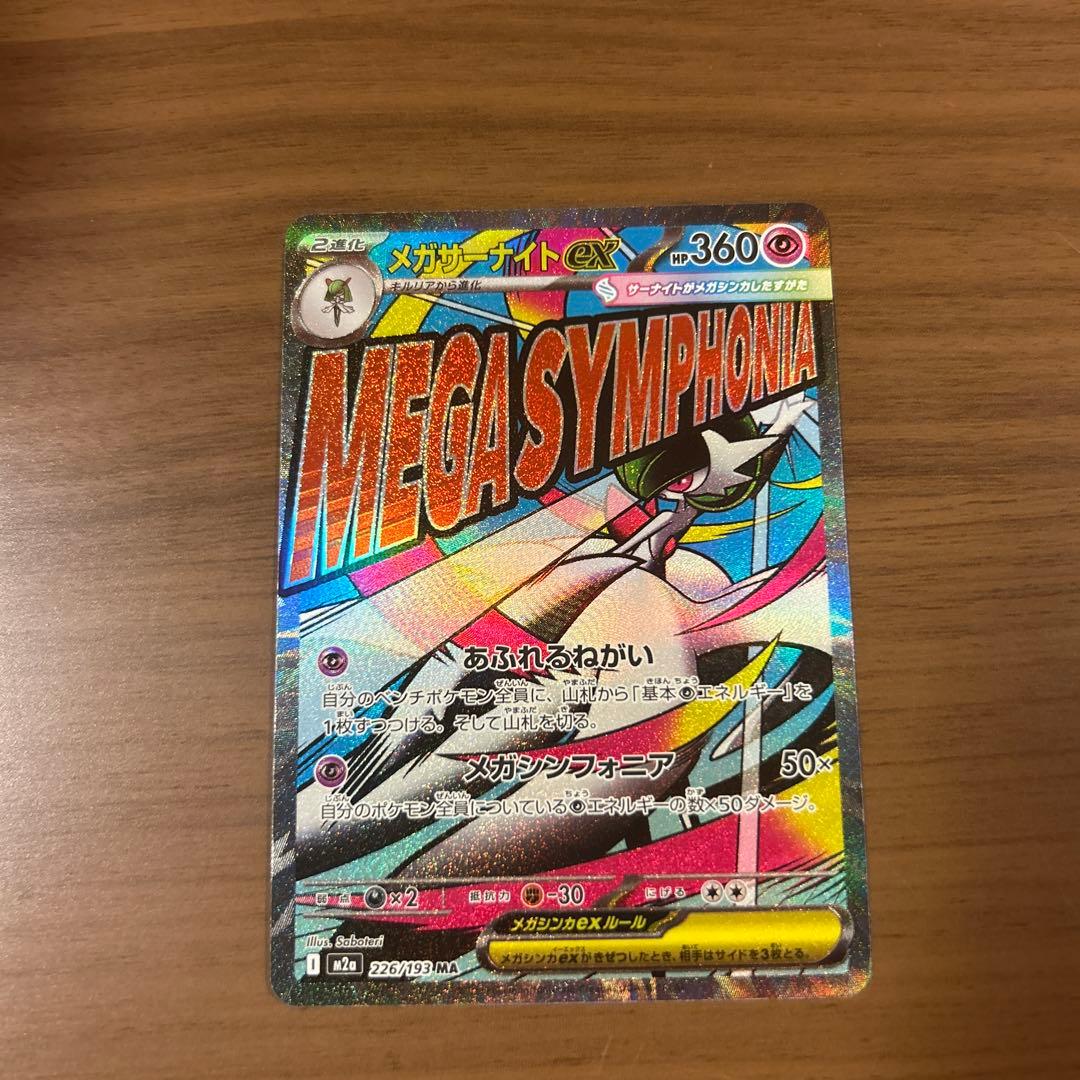 2進化 メガサーナイトex HP360
キルリアから進化 サーナイトがメガシンカしたすがた
MEGASYMPHONIA
あふれるねがい
自分のベンチポケモン全員に、山札から「基本エネルギー」を
1枚ずつつける。そして山札を切る。
メガシンフォニア 50×
自分のポケモン全員についているエネルギーの数×50ダメージ。
弱点 ×2 抵抗力 -30 にげる
メガシンカexルール
メガシンカexがきぜつしたとき、相手はサイドを3枚とる。
Illus. Saboteri
I M2a 226/193 MA